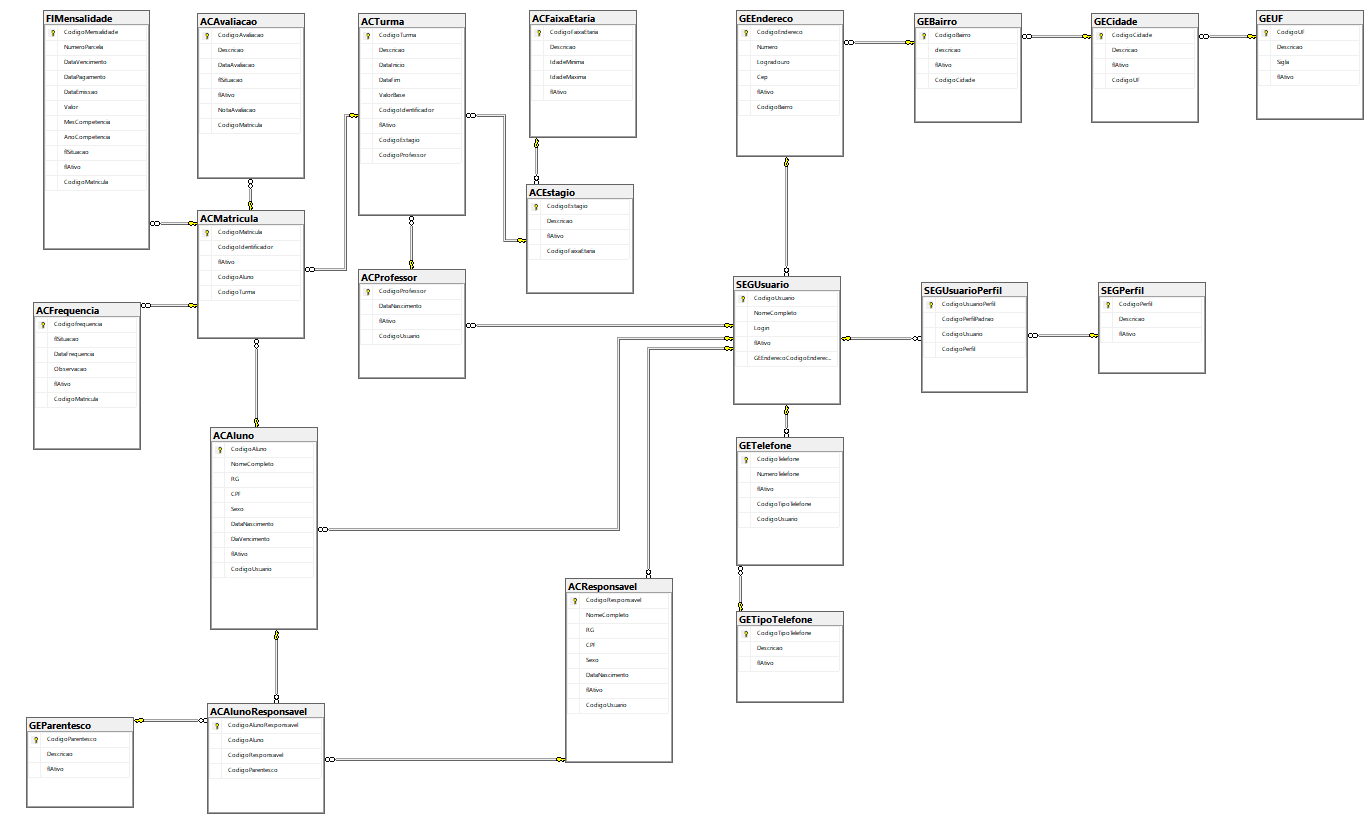 FIMensalidade
CodigoMensalidade
NumeroParcela
DataVencimento
DataPagamento
DataEmissao
Valor
MesCompetencia
AnoCompetencia
flSituacao
flAtivo
CodigoMatricula
ACAvaliacao
CodigoAvaliacao
Descricao
DataAvaliacao
flSituacao
flAtivo
NotaAvaliacao
CodigoMatricula
ACTurma
CodigoTurma
Descricao
DataInicio
DataFim
ValorBase
CodigoIdentificador
flAtivo
CodigoEstagio
CodigoProfessor
ACFaixaEtaria
CodigoFaixaEtaria
Descricao
IdadeMinima
IdadeMaxima
flAtivo
GEEndereco
CodigoEndereco
Numero
Logradouro
Cep
flAtivo
CodigoBairro
GEBairro
CodigoBairro
descricao
flAtivo
CodigoCidade
GECidade
CodigoCidade
Descricao
flAtivo
CodigoUf
GEUF
CodigoUf
Descricao
Sigla
flAtivo
ACMatricula
CodigoMatricula
CodigoIdentificador
flAtivo
CodigoAluno
CodigoTurma
ACEstagio
CodigoEstagio
Descricao
flAtivo
CodigoFaixaEtaria
ACProfessor
CodigoProfessor
DataNascimento
flAtivo
CodigoUsuario
SEGUsuario
CodigoUsuario
NomeCompleto
Login
flAtivo
GEEnderecoCodigoEnderec...
SEGUsuarioPerfil
CodigoUsuarioPerfil
CodigoPerfilPadrao
CodigoUsuario
CodigoPerfil
SEGPerfil
CodigoPerfil
Descricao
flAtivo
ACFrequencia
Codigofrequencia
flSituacao
DataFrequencia
Observacao
flAtivo
CodigoMatricula
ACAluno
CodigoAluno
NomeCompleto
RG
CPF
Sexo
DataNascimento
DiaVencimento
flAtivo
CodigoUsuario
GETelefone
CodigoTelefone
NumeroTelefone
flAtivo
CodigoTipoTelefone
CodigoUsuario
ACResponsavel
CodigoResponsavel
NomeCompleto
RG
CPF
Sexo
DataNascimento
flAtivo
CodigoUsuario
GETipoTelefone
CodigoTipoTelefone
Descricao
flAtivo
GEParentesco
CodigoParentesco
Descricao
flAtivo
ACAlunoResponsavel
CodigoAlunoResponsavel
CodigoAluno
CodigoResponsavel
CodigoParentesco